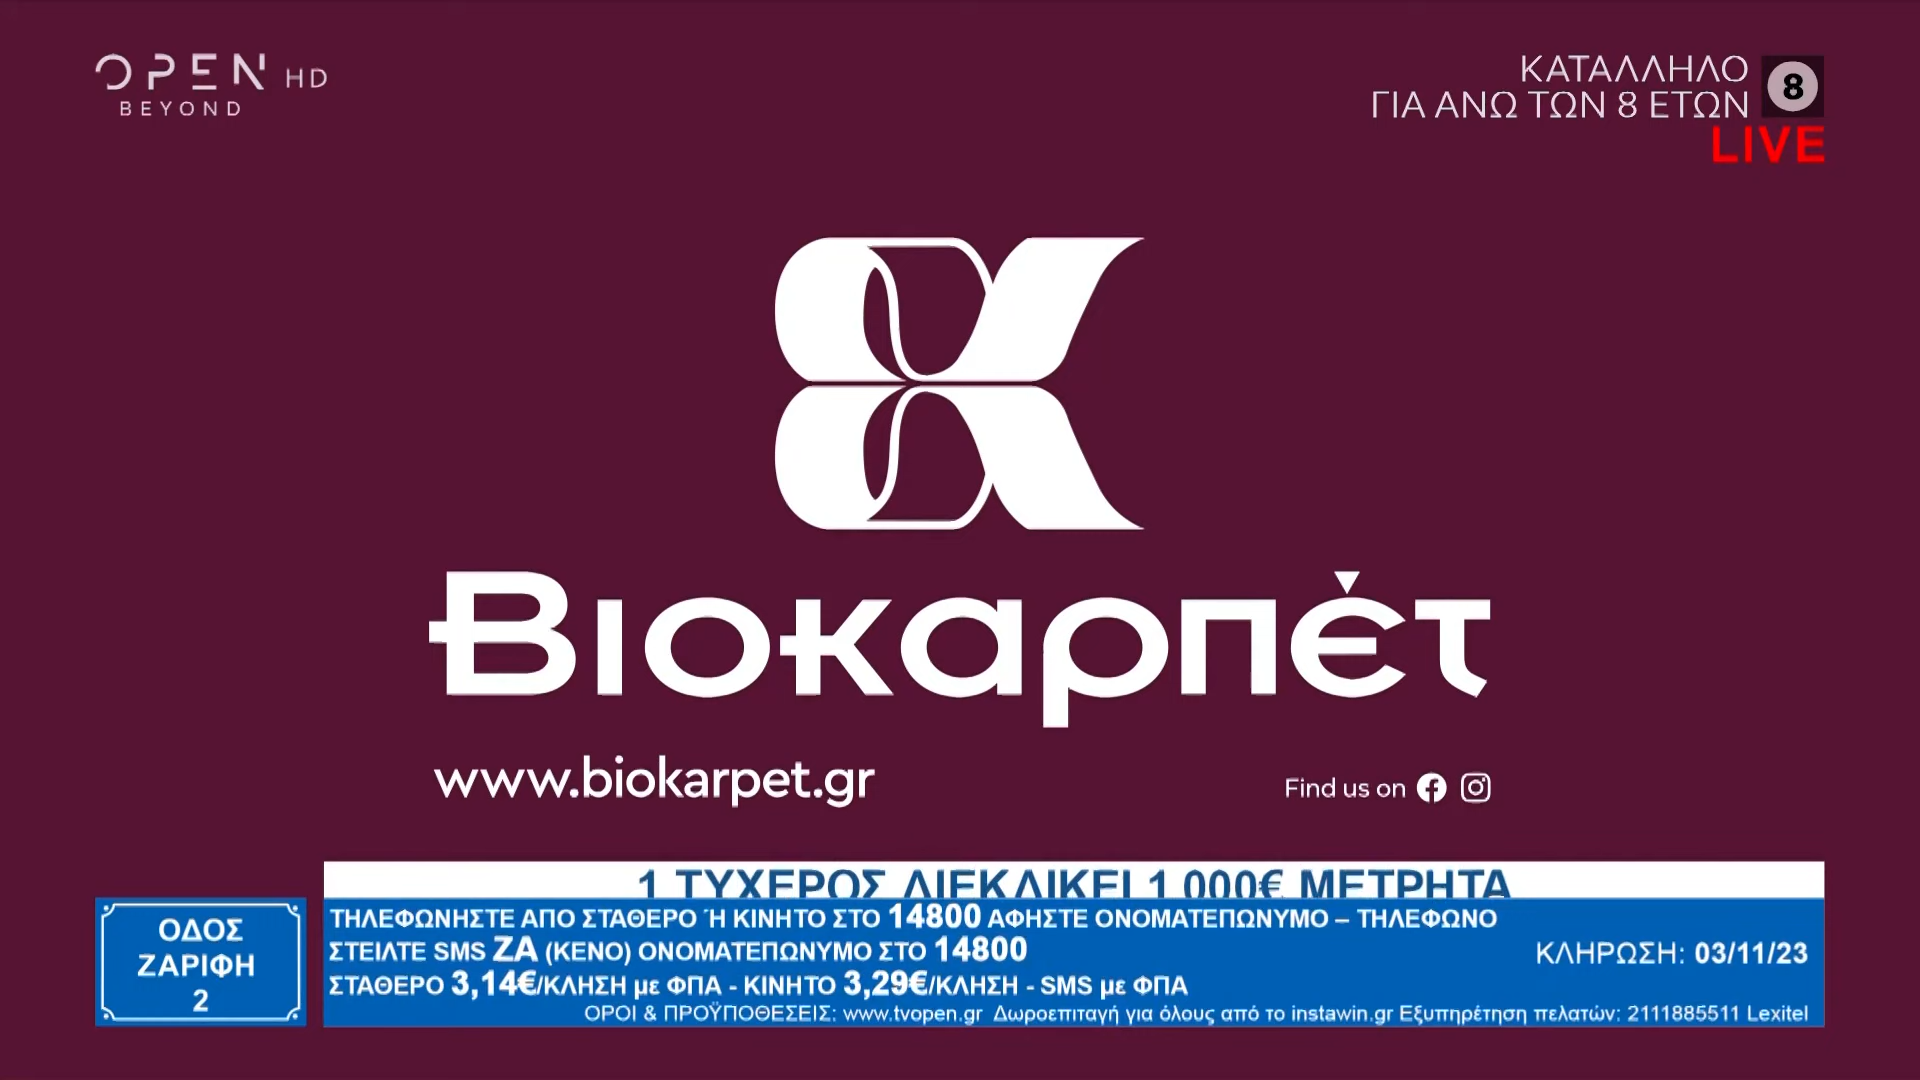 OPEN HD
BEYOND
ΚΑΤΑΛΛΗΛΟ
ΓΙΑ ΑΝΩ ΤΩΝ 8 ΕΤΩΝ
8
LIVE
Βιοκαρπέτ
www.biokarpet.gr
Find us on
1 ΤΥΧΕΡΟΣ ΔΙΕΚΔΙΚΕΙ 1.000€ ΜΕΤΡΗΤΑ
ΟΔΟΣ
ΖΑΡΙΦΗ
2
ΤΗΛΕΦΩΝΗΣΤΕ ΑΠΟ ΣΤΑΘΕΡΟ Ή ΚΙΝΗΤΟ ΣΤΟ 14800 ΑΦΗΣΤΕ ΟΝΟΜΑΤΕΠΩΝΥΜΟ – ΤΗΛΕΦΩΝΟ
ΣΤΕΙΛΤΕ SMS ΖΑ (ΚΕΝΟ) ΟΝΟΜΑΤΕΠΩΝΥΜΟ ΣΤΟ 14800
ΚΛΗΡΩΣΗ: 03/11/23
ΣΤΑΘΕΡΟ 3,14€/ΚΛΗΣΗ με ΦΠΑ - ΚΙΝΗΤΟ 3,29€/ΚΛΗΣΗ - SMS με ΦΠΑ
ΟΡΟΙ & ΠΡΟΫΠΟΘΕΣΕΙΣ: www.tvopen.gr Δωροεπιταγή για όλους από το instawin.gr Εξυπηρέτηση πελατών: 2111885511 Lexitel